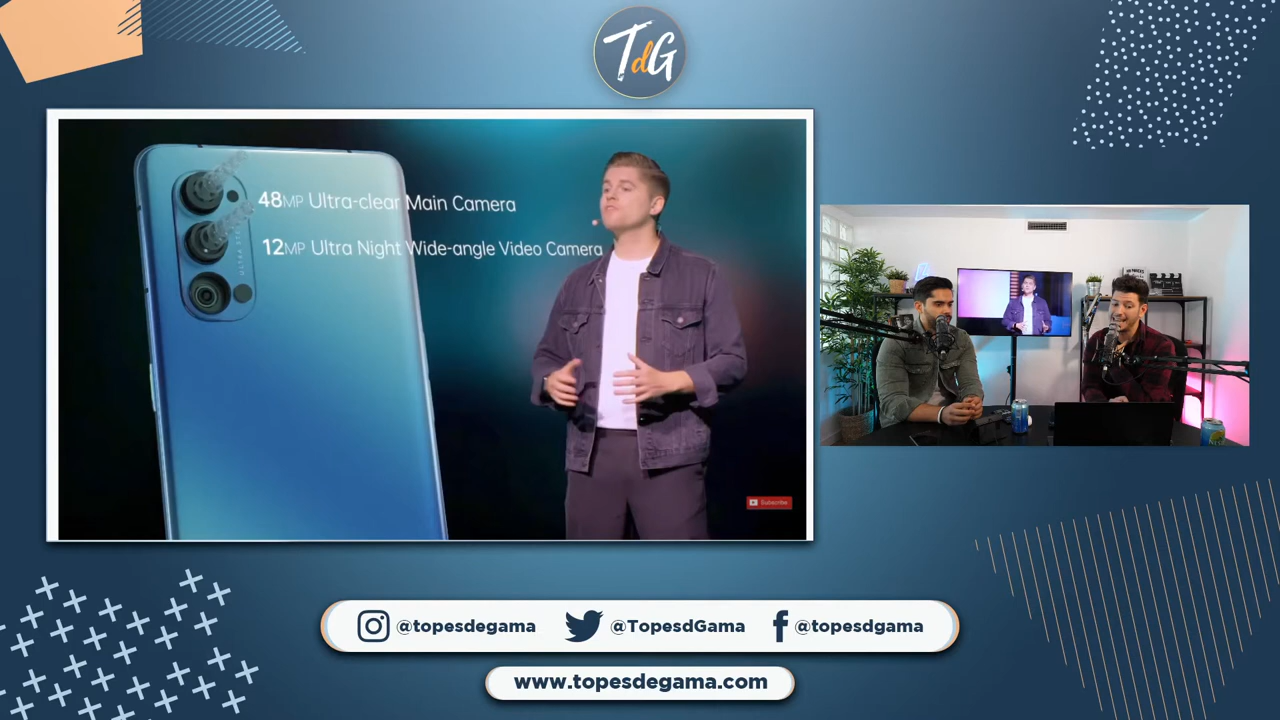 TdG
48MP Ultra-clear Main Camera
12MP Ultra Night Wide-angle Video Camera
Subscribe
@topesdegama @TopesdGama @topesdgama
www.topesdegama.com